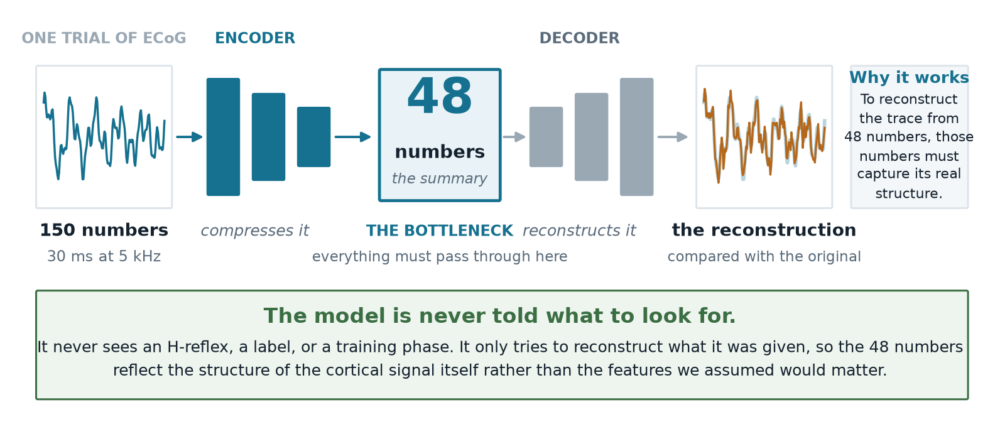 ONE TRIAL OF ECoG
ENCODER
DECODER
48
numbers
the summary
Why it works
To reconstruct
the trace from
48 numbers, those
numbers must
capture its real
structure.
150 numbers
compresses it
THE BOTTLENECK
reconstructs it
the reconstruction
30 ms at 5 kHz
everything must pass through here
compared with the original
The model is never told what to look for.
It never sees an H-reflex, a label, or a training phase. It only tries to reconstruct what it was given, so the 48 numbers
reflect the structure of the cortical signal itself rather than the features we assumed would matter.